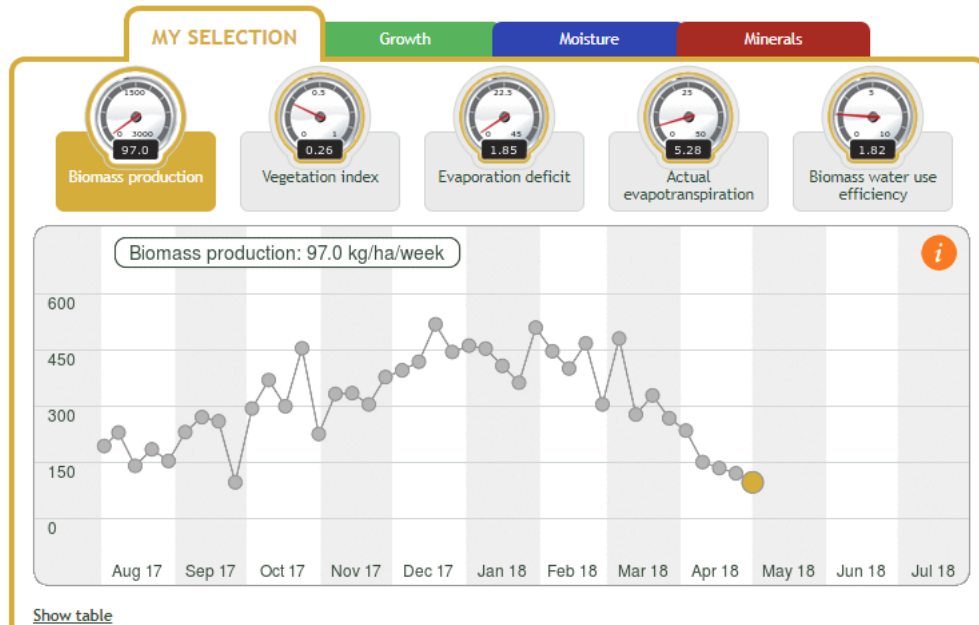 MY SELECTION Growth Moisture Minerals
1500 0.5 22.5 25 5
0 3000 0 1 0 45 0 50 0 10
97.0 0.26 1.85 5.28 1.82
Biomass production Vegetation index Evaporation deficit Actual evapotranspiration Biomass water use efficiency
Biomass production: 97.0 kg/ha/week i
600
450
300
150
0
Aug 17 Sep 17 Oct 17 Nov 17 Dec 17 Jan 18 Feb 18 Mar 18 Apr 18 May 18 Jun 18 Jul 18
Show table